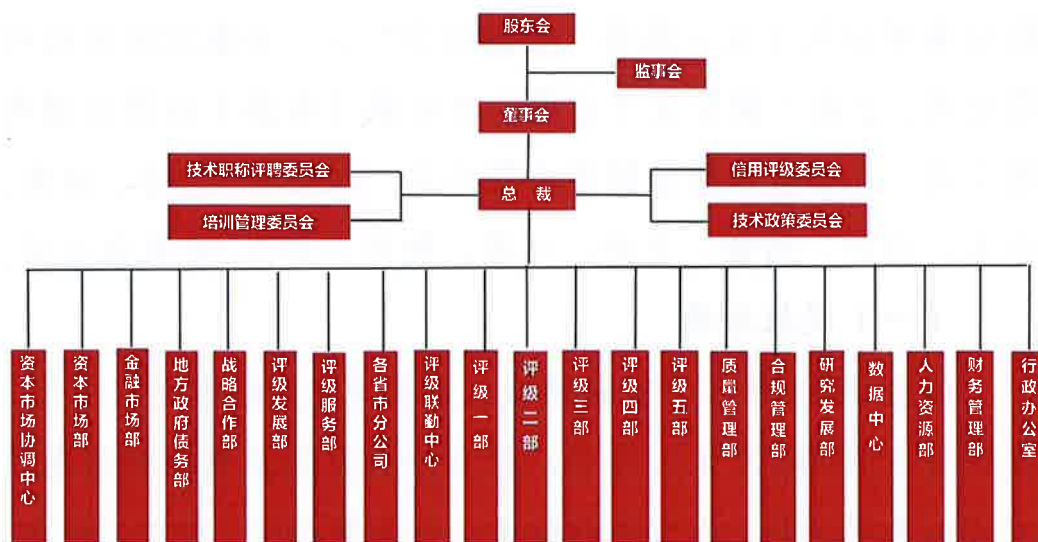 股东会
监事会
董事会
技术职称评聘委员会
信用评级委员会
总 裁
培训管理委员会
技术政策委员会
资本市场协调中心
资本市场部
金融市场部
地方政府债务部
战略合作部
评级发展部
评级服务部
各省市分公司
评级联勤中心
评级一部
评级二部
评级三部
评级四部
评级五部
质量管理部
合规管理部
研究发展部
数据中心
人力资源部
财务管理部
行政办公室